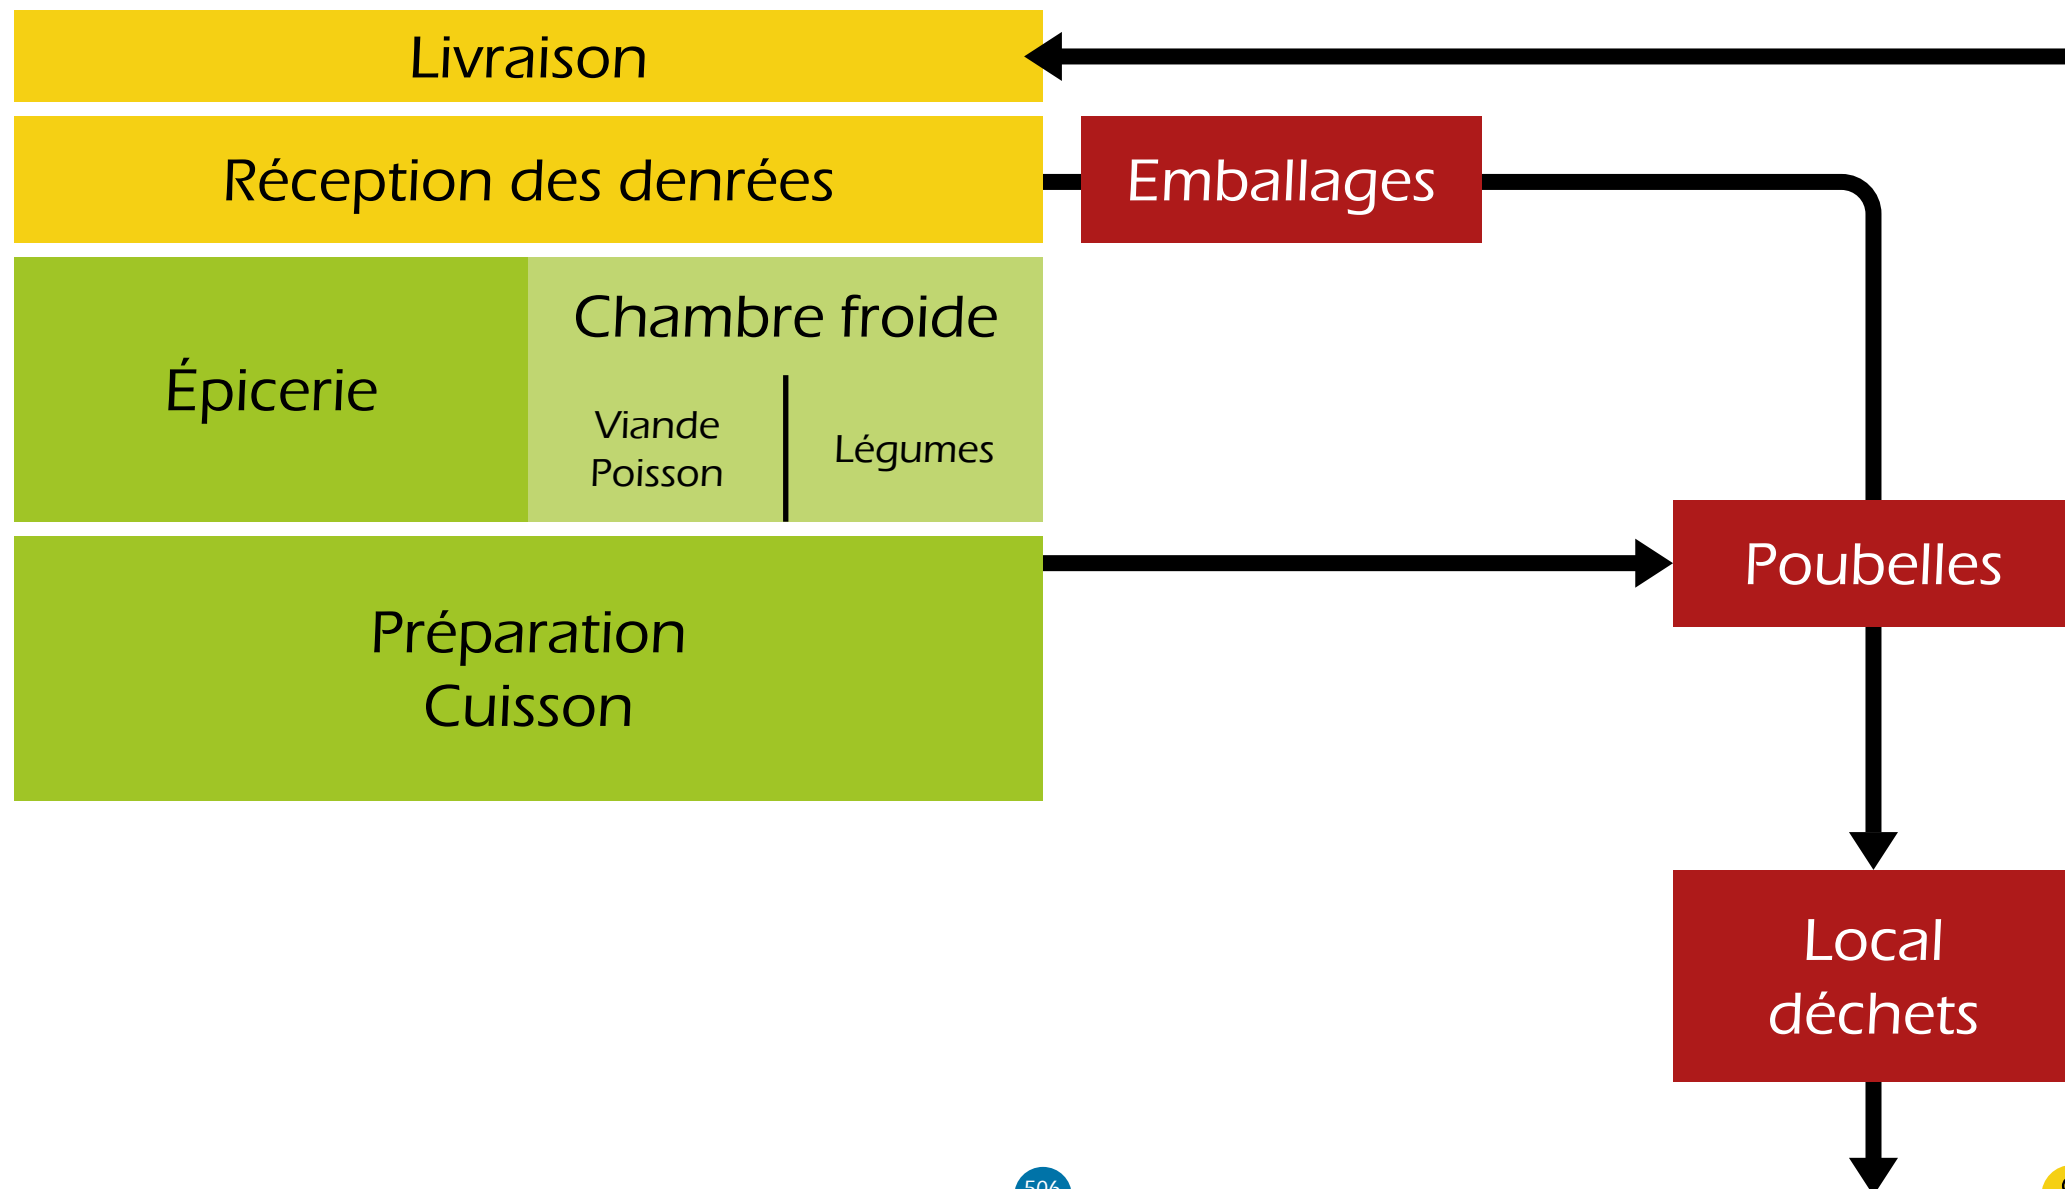 Livraison
Réception des denrées
Emballages
Épicerie
Chambre froide
Viande
Poisson
Légumes
Poubelles
Préparation
Cuisson
Local
déchets